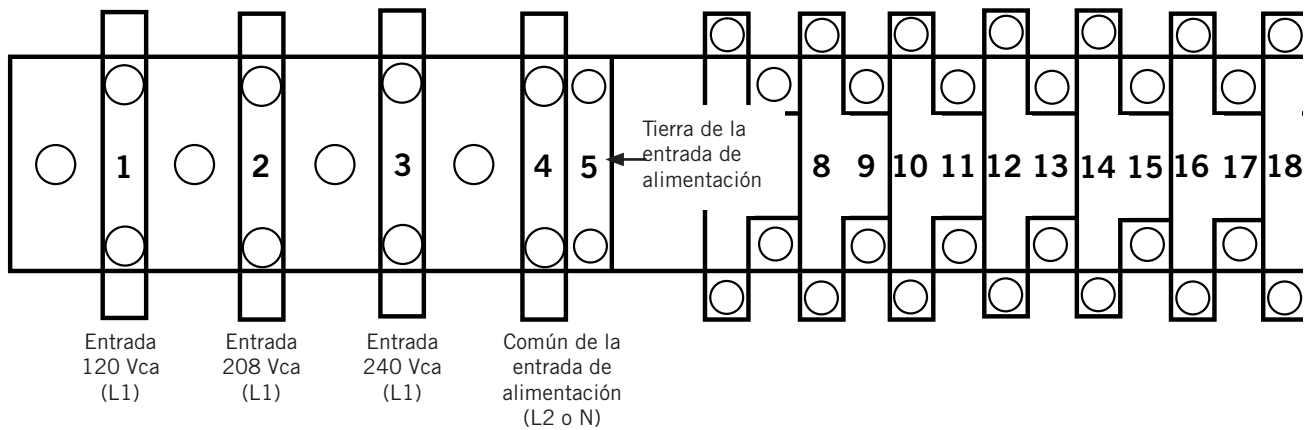 1 2 3 4 5 8 9 10 11 12 13 14 15 16 17 18
Tierra de la
entrada de
alimentación
Entrada
120 Vca
(L1)
Entrada
208 Vca
(L1)
Entrada
240 Vca
(L1)
Común de la
entrada de
alimentación
(L2 o N)